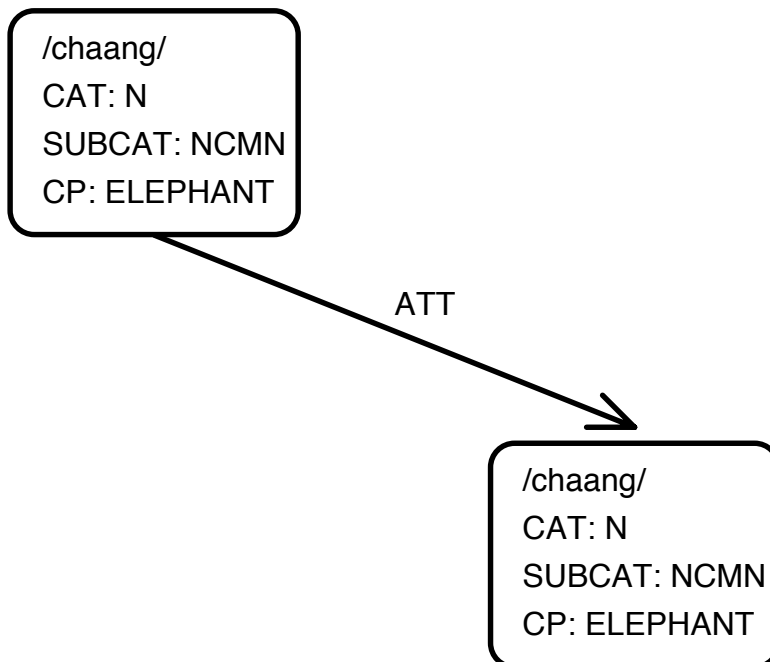 /chaang/
CAT: N
SUBCAT: NCMN
CP: ELEPHANT
ATT
/chaang/
CAT: N
SUBCAT: NCMN
CP: ELEPHANT